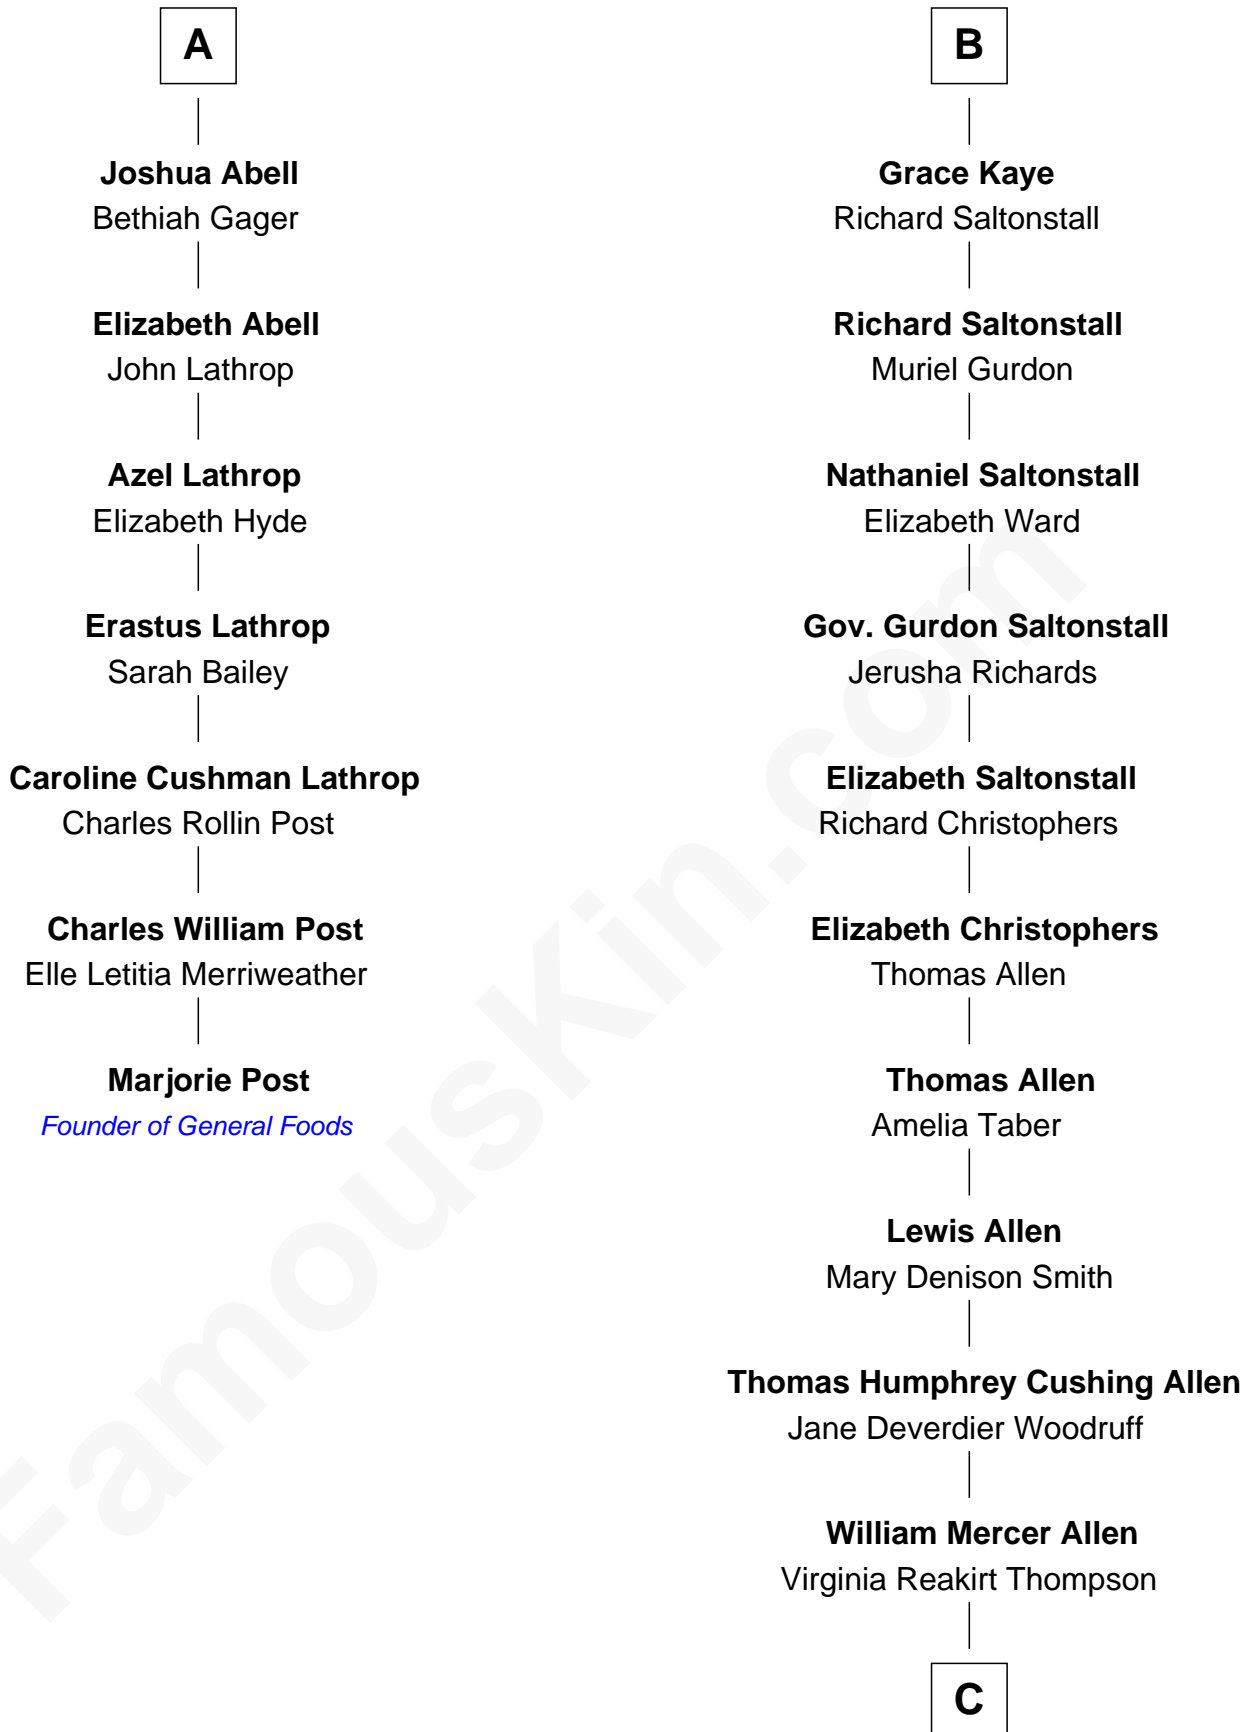 A
Joshua Abell
Bethiah Gager
Elizabeth Abell
John Lathrop
Azel Lathrop
Elizabeth Hyde
Erastus Lathrop
Sarah Bailey
Caroline Cushman Lathrop
Charles Rollin Post
Charles William Post
Elle Letitia Merriweather
Marjorie Post
Founder of General Foods
B
Grace Kaye
Richard Saltonstall
Richard Saltonstall
Muriel Gurdon
Nathaniel Saltonstall
Elizabeth Ward
Gov. Gurdon Saltonstall
Jerusha Richards
Elizabeth Saltonstall
Richard Christophers
Elizabeth Christophers
Thomas Allen
Thomas Allen
Amelia Taber
Lewis Allen
Mary Denison Smith
Thomas Humphrey Cushing Allen
Jane Deverdier Woodruff
William Mercer Allen
Virginia Reakirt Thompson
C
FamousKin.com